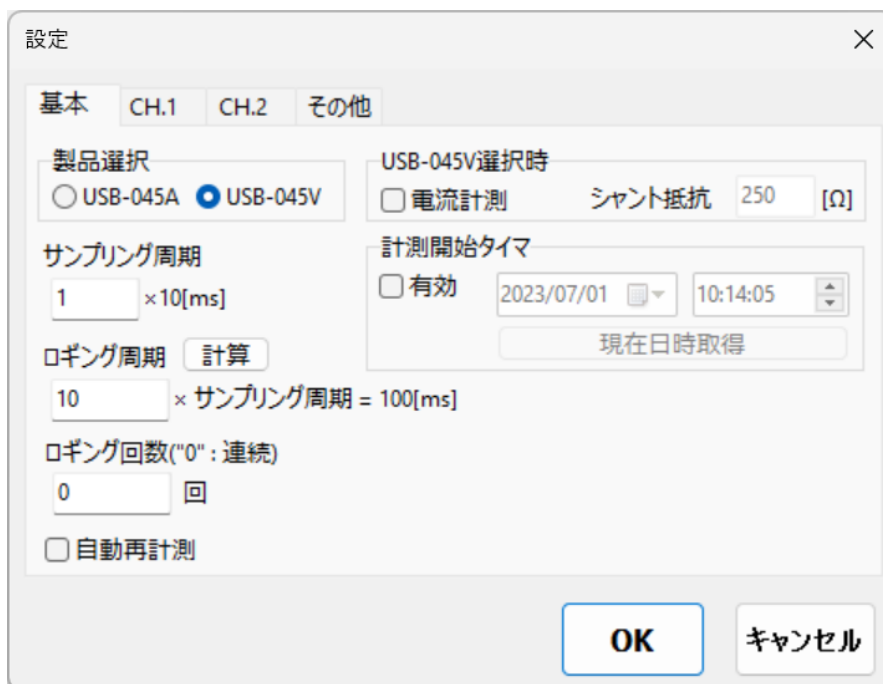 設定
基本 CH.1 CH.2 その他
製品選択
USB-045A USB-045V
USB-045V選択時
電流計測 シャント抵抗 250 [Ω]
サンプリング周期
1 ×10[ms]
計測開始タイマ
有効 2023/07/01 10:14:05
現在日時取得
ロギング周期 計算
10 × サンプリング周期 = 100[ms]
ロギング回数("0" : 連続)
0 回
自動再計測
OK キャンセル